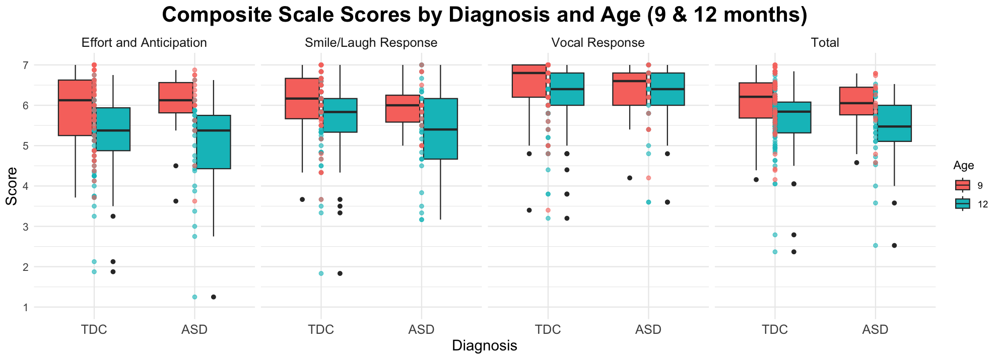 Composite Scale Scores by Diagnosis and Age (9 & 12 months)
Effort and Anticipation
Smile/Laugh Response
Vocal Response
Total
7
6
5
4
3
2
1
Score
TDC
ASD
TDC
ASD
TDC
ASD
TDC
ASD
Diagnosis
Age
9
12